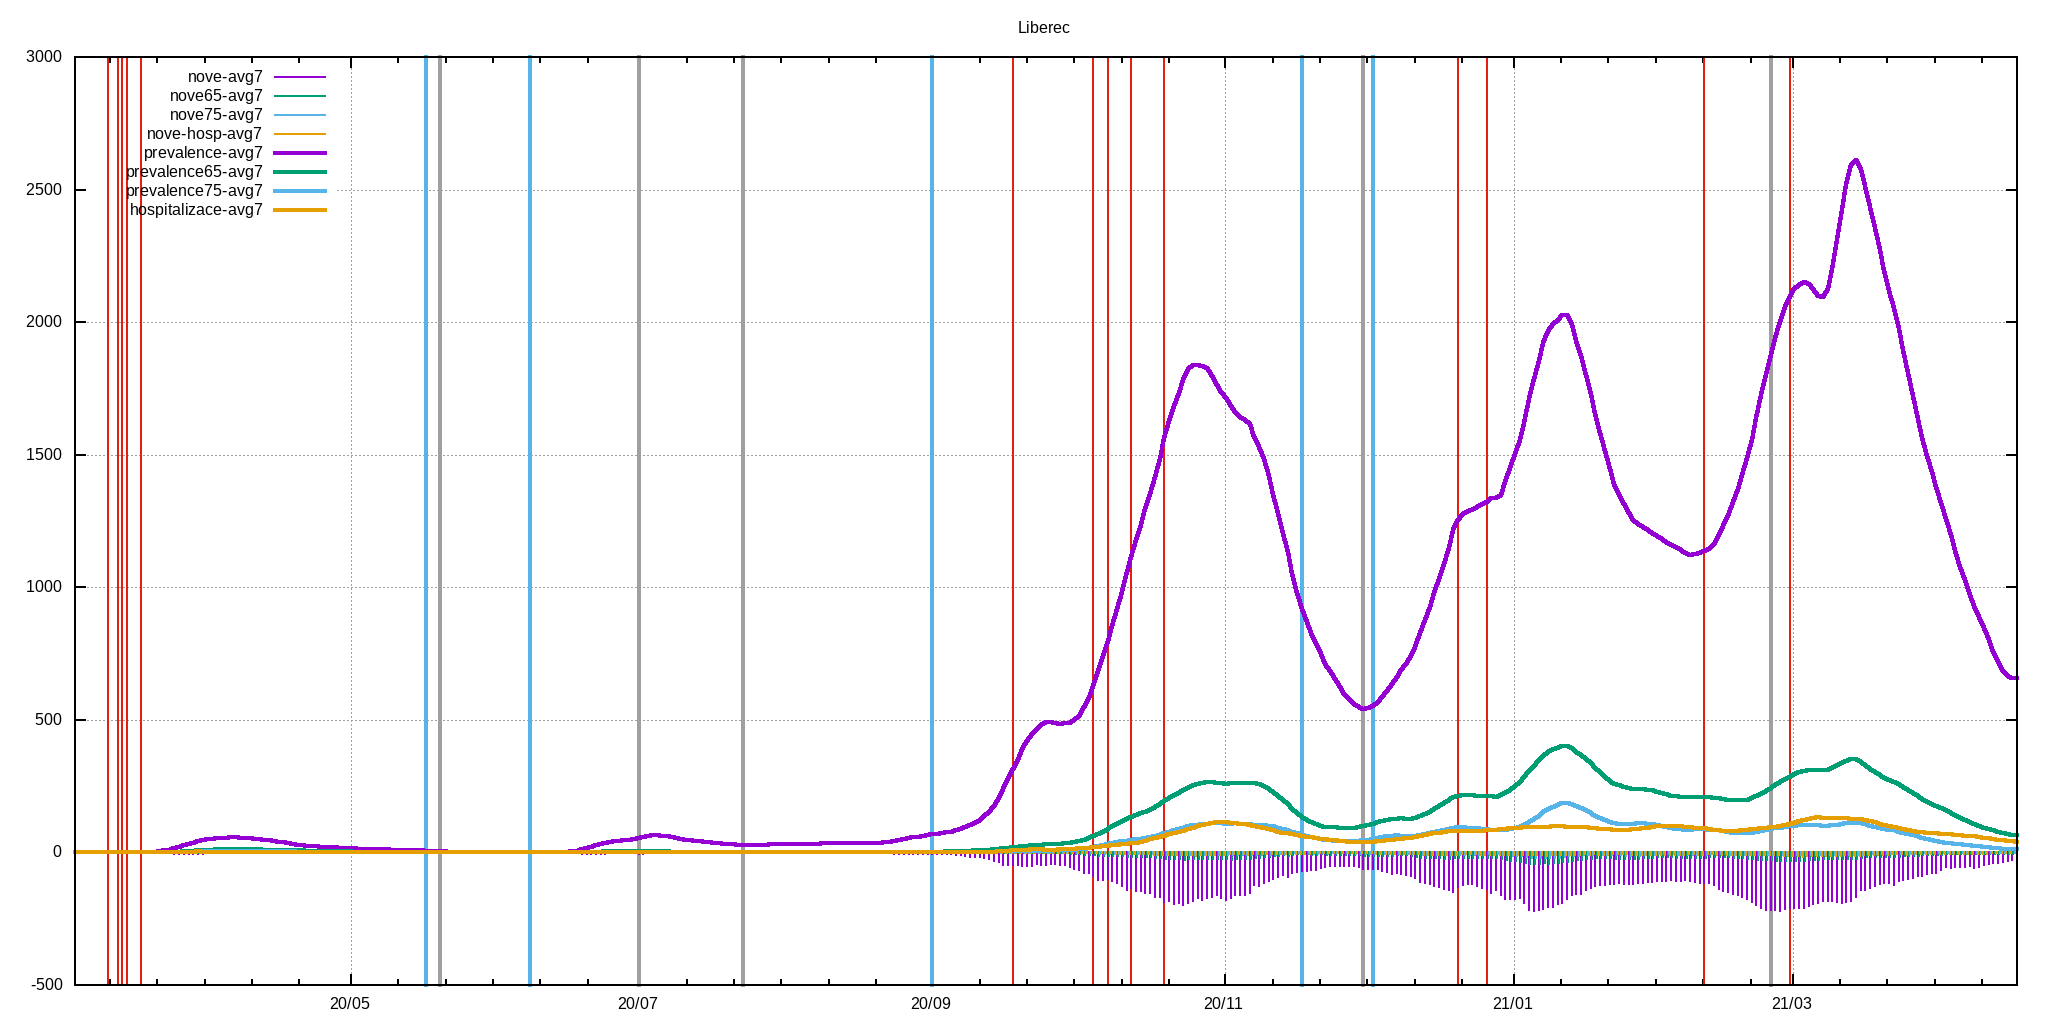 Liberec
3000
2500
2000
1500
1000
500
0
-500
nove-avg7
nove65-avg7
nove75-avg7
nove-hosp-avg7
prevalence-avg7
prevalence65-avg7
prevalence75-avg7
hospitalizace-avg7
20/05
20/07
20/09
20/11
21/01
21/03